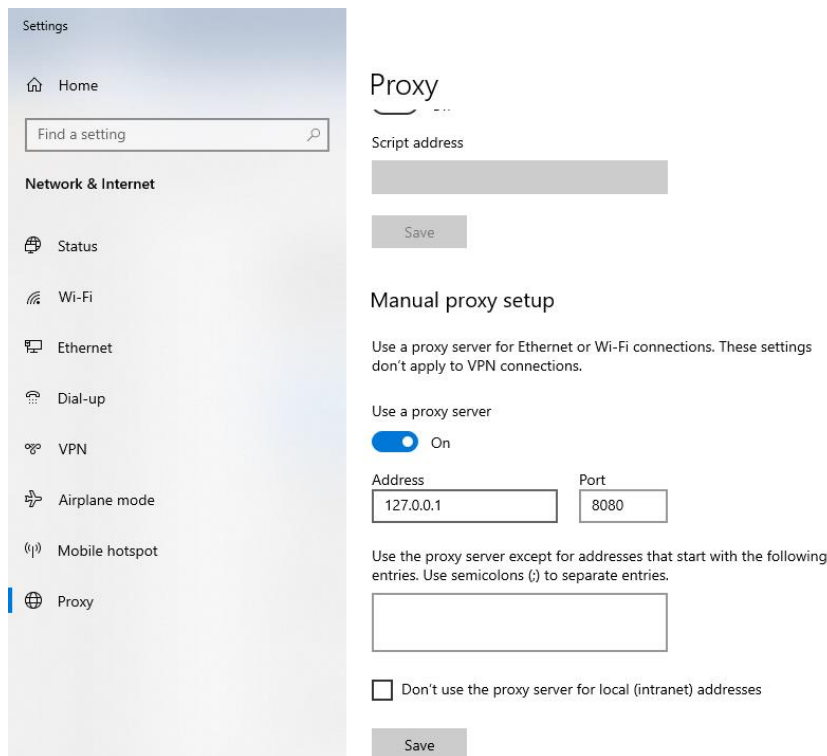 Settings
Home
Find a setting
Network & Internet
Status
Wi-Fi
Ethernet
Dial-up
VPN
Airplane mode
Mobile hotspot
Proxy
Proxy
Script address
Save
Manual proxy setup
Use a proxy server for Ethernet or Wi-Fi connections. These settings
don't apply to VPN connections.
Use a proxy server
On
Address Port
127.0.0.1 8080
Use the proxy server except for addresses that start with the following
entries. Use semicolons (;) to separate entries.
Don't use the proxy server for local (intranet) addresses
Save